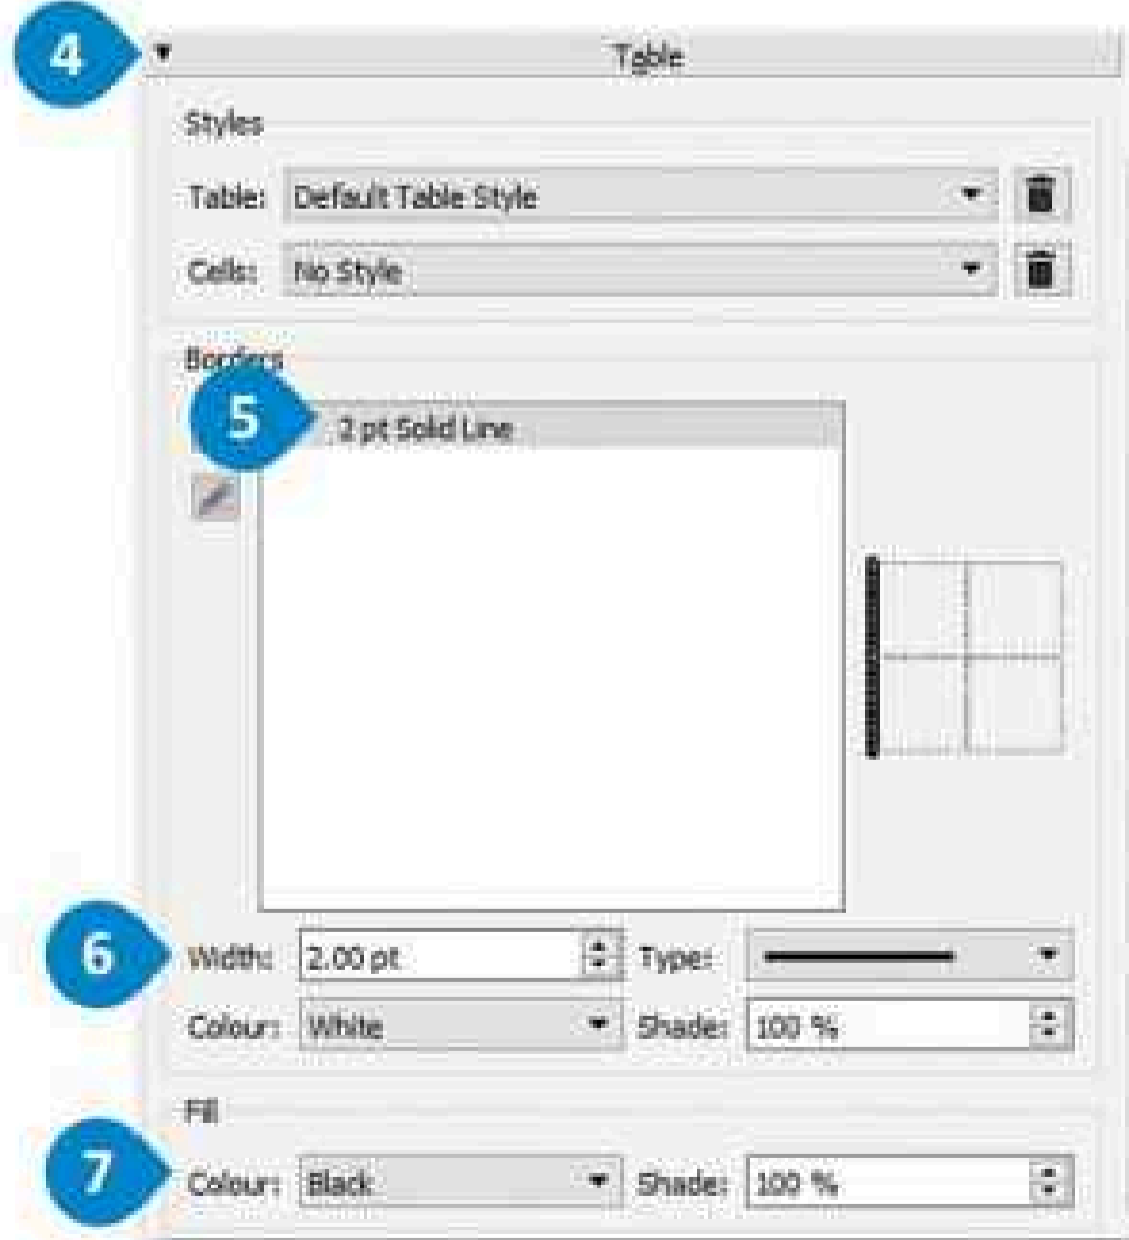 4
Table
Styles
Table: Default Table Style
Cells: No Style
Borders
5
2 pt Solid Line
6
Width: 2.00 pt Type:
Colour: White Shade: 100 %
Fill
7
Colour: Black Shade: 100 %